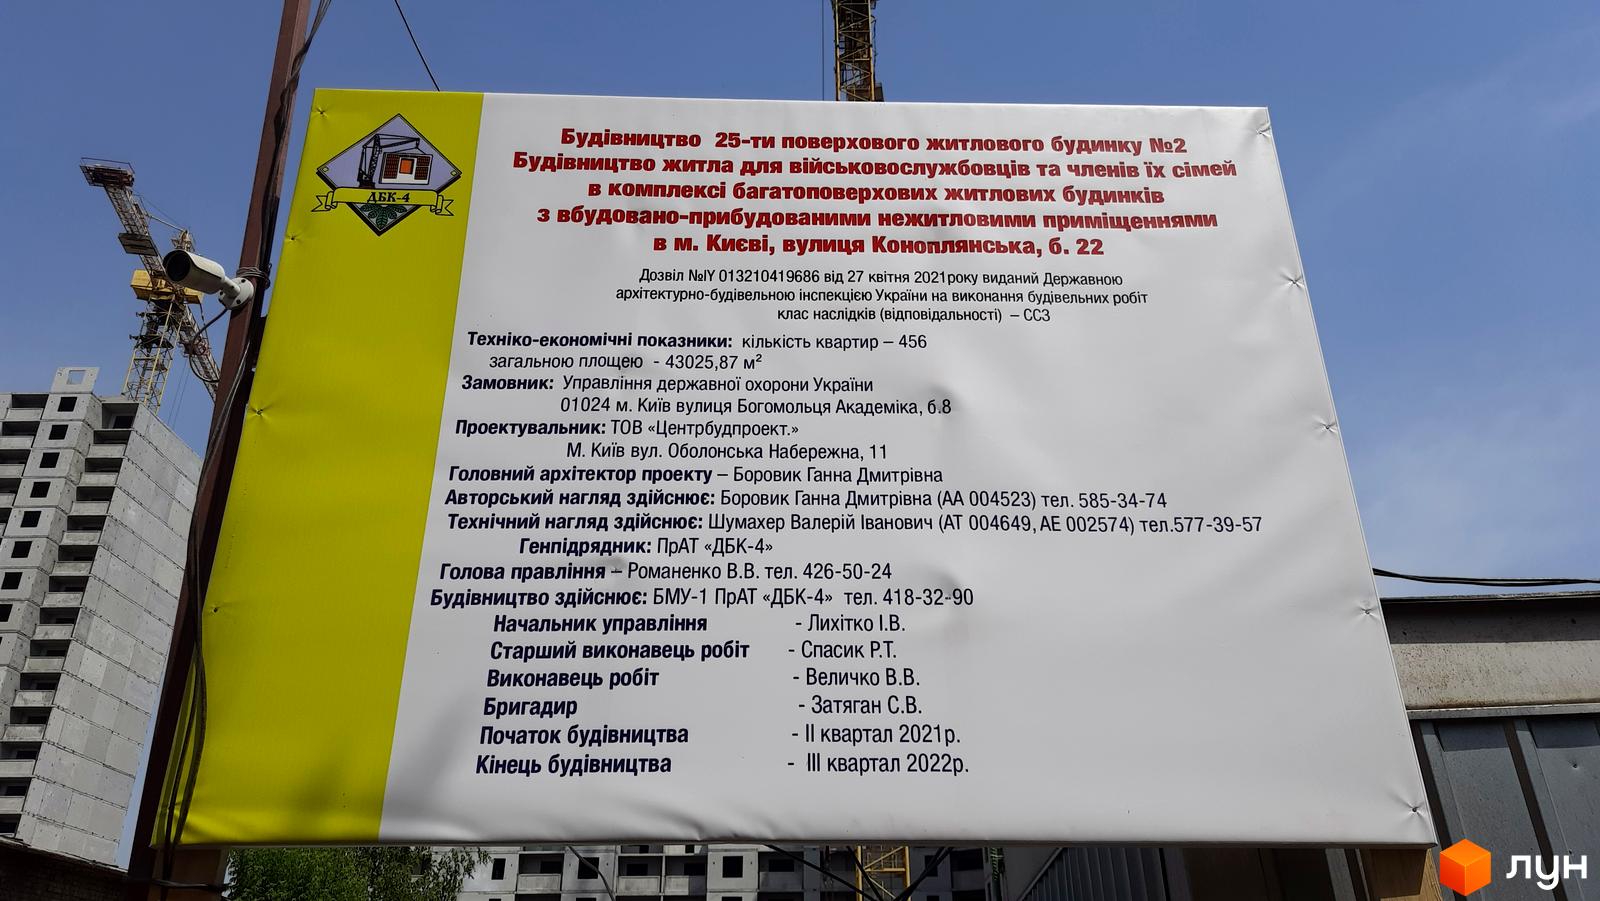 ДБК-4
Будівництво 25-ти поверхового житлового будинку №2
Будівництво житла для військовослужбовців та членів їх сімей
в комплексі багатоповерхових житлових будинків
з вбудовано-прибудованими нежитловими приміщеннями
в м. Києві, вулиця Коноплянська, б. 22
Дозвіл №IY 013210419686 від 27 квітня 2021року виданий Державною
архітектурно-будівельною інспекцією України на виконання будівельних робіт
клас наслідків (відповідальності) – ССЗ
Техніко-економічні показники: кількість квартир – 456
загальною площею - 43025,87 м²
Замовник: Управління державної охорони України
01024 м. Київ вулиця Богомольця Академіка, б.8
Проектувальник: ТОВ «Центрбудпроект.»
М. Київ вул. Оболонська Набережна, 11
Головний архітектор проекту – Боровик Ганна Дмитрівна
Авторський нагляд здійснює: Боровик Ганна Дмитрівна (АА 004523) тел. 585-34-74
Технічний нагляд здійснює: Шумахер Валерій Іванович (АТ 004649, АЕ 002574) тел.577-39-57
Генпідрядник: ПрАТ «ДБК-4»
Голова правління – Романенко В.В. тел. 426-50-24
Будівництво здійснює: БМУ-1 ПрАТ «ДБК-4» тел. 418-32-90
Начальник управління - Лихітко І.В.
Старший виконавець робіт - Спасик Р.Т.
Виконавець робіт - Величко В.В.
Бригадир - Затяган С.В.
Початок будівництва - II квартал 2021р.
Кінець будівництва - III квартал 2022р.
лун